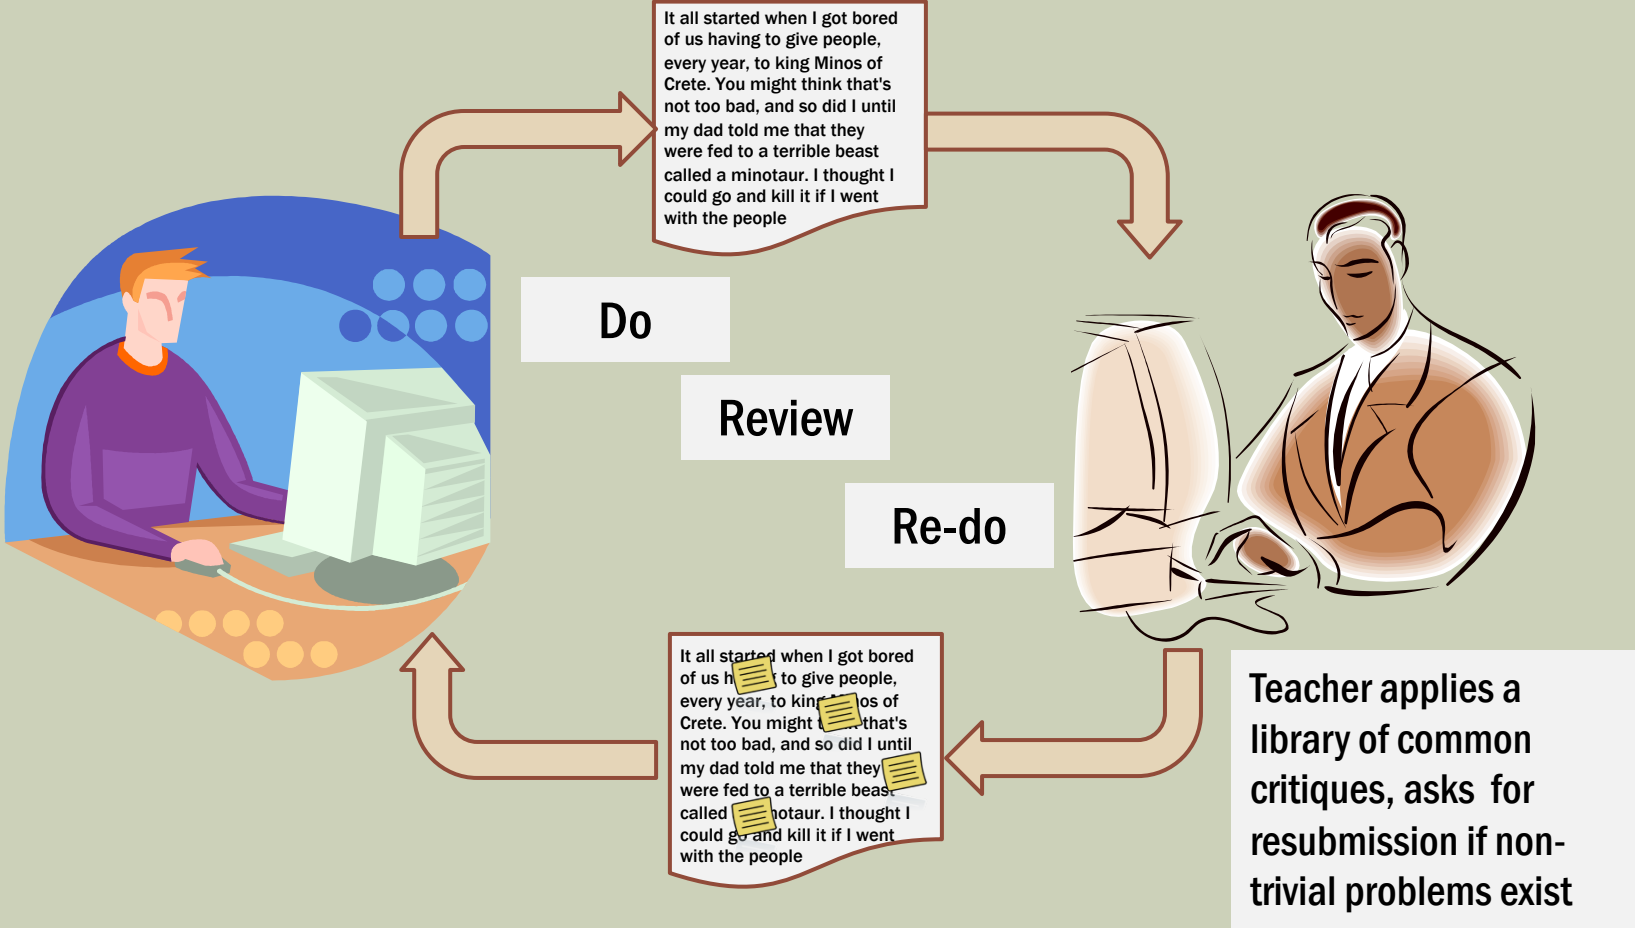 It all started when I got bored
of us having to give people,
every year, to king Minos of
Crete. You might think that's
not too bad, and so did I until
my dad told me that they
were fed to a terrible beast
called a minotaur. I thought I
could go and kill it if I went
with the people
Do
Review
Re-do
It all started when I got bored
of us to give people,
every year, to king of
Crete. You might that's
not too bad, and so did I until
my dad told me that they
were fed to a terrible beast
called I thought I
could go and kill it if I went
with the people
Teacher applies a
library of common
critiques, asks for
resubmission if non-
trivial problems exist